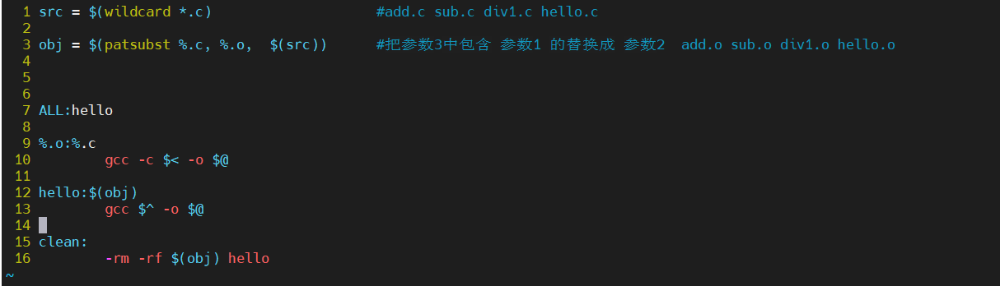 1 src = $(wildcard *.c) #add.c sub.c div1.c hello.c
2
3 obj = $(patsubst %.c, %.o, $(src)) #把参数3中包含 参数1 的替换成 参数2 add.o sub.o div1.o hello.o
4
5
6
7 ALL:hello
8
9 %.o:%.c
10 gcc -c $< -o $@
11
12 hello:$(obj)
13 gcc $^ -o $@
14
15 clean:
16 -rm -rf $(obj) hello
~